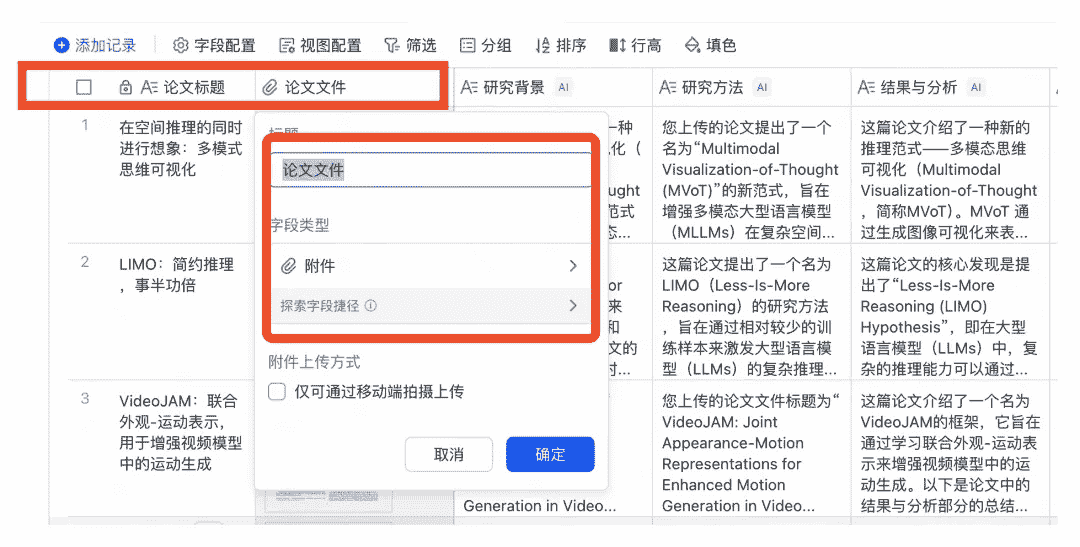 添加记录 字段配置 视图配置 筛选 分组 排序 行高 填色
论文标题 论文文件 研究背景 AI 研究方法 AI 结果与分析 AI
1
在空间推理的同时
进行想象：多模式
思维可视化
标题
论文文件
字段类型
附件
探索字段捷径
附件上传方式
仅可通过移动端拍摄上传
取消 确定
一种
化（
ought
范式
态...
您上传的论文提出了一个
名为“Multimodal
Visualization-of-Thought
(MVoT)”的新范式，旨在
增强多模态大型语言模型
（MLLMs）在复杂空间...
这篇论文介绍了一种新的
推理范式——多模态思维
可视化（Multimodal
Visualization-of-Thought
，简称MVoT）。MVoT 通
过生成图像可视化来表...
2
LIMO：简约推理
，事半功倍
or
来
和
文的
时...
这篇论文提出了一个名为
LIMO（Less-Is-More
Reasoning）的研究方法
，旨在通过相对较少的训
练样本来激发大型语言模
型（LLMs）的复杂推理...
这篇论文的核心发现是提
出了“Less-Is-More
Reasoning (LIMO)
Hypothesis”，即在大型
语言模型（LLMs）中，复
杂的推理能力可以通过...
3
VideoJAM：联合
外观-运动表示，
用于增强视频模型
中的运动生成
Generation in Video...
您上传的论文文件标题为“
VideoJAM: Joint
Appearance-Motion
Representations for
Enhanced Motion
Generation in Video...
这篇论文介绍了一个名为
VideoJAM的框架，它旨在
通过学习联合外观-运动表
示来增强视频模型中的运
动生成。以下是论文中的
结果与分析部分的总结...